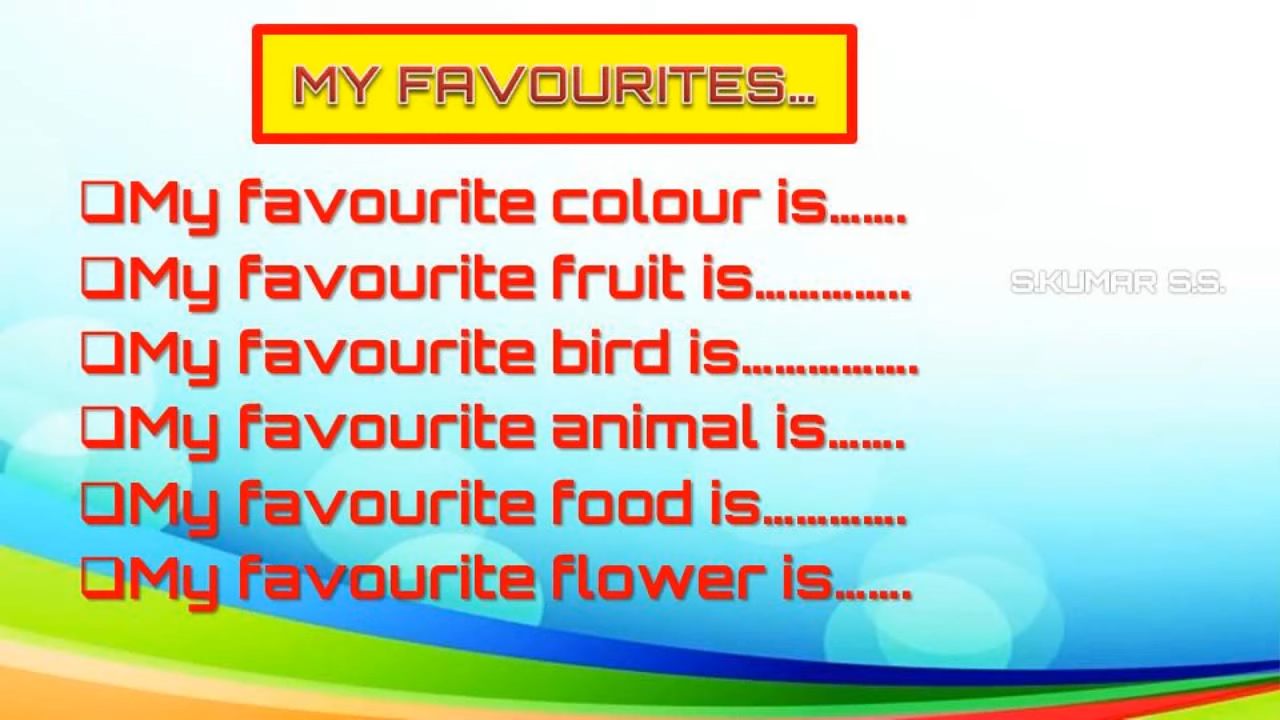 MY FAVOURITES...
❑My favourite colour is.......
❑My favourite fruit is..............
S.KUMAR S.S.
❑My favourite bird is................
❑My favourite animal is.......
❑My favourite food is.............
❑My favourite flower is.......